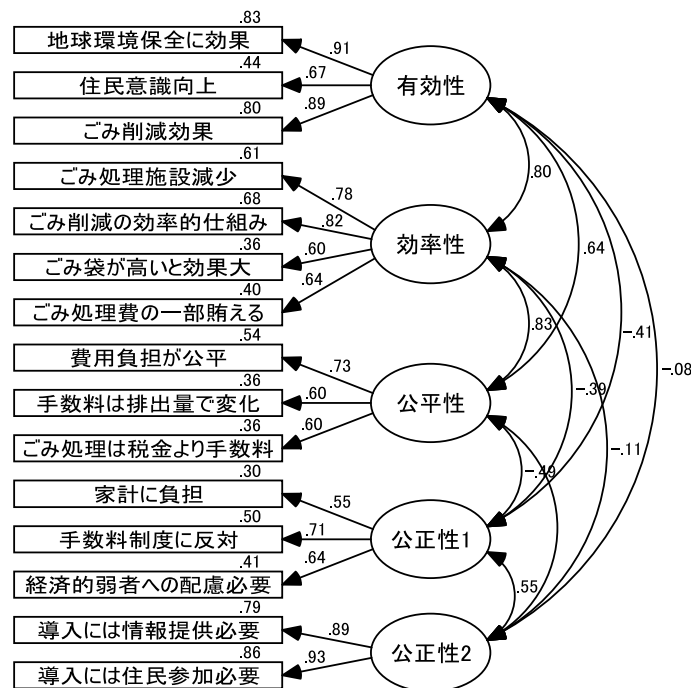 .83
地球環境保全に効果
.91
.44
住民意識向上
.67
有効性
.80
ごみ削減効果
.89
.61
ごみ処理施設減少
.78
.80
.68
ごみ削減の効率的仕組み
.82
効率性
.36
ごみ袋が高いと効果大
.60
.64
.40
ごみ処理費の一部賄える
.64
.54
費用負担が公平
.73
.83
-.41
-.08
.36
手数料は排出量で変化
.60
公平性
-.39
.36
ごみ処理は税金より手数料
.60
-.11
.30
家計に負担
.55
-.49
.50
手数料制度に反対
.71
公正性1
.41
経済的弱者への配慮必要
.64
.55
.79
導入には情報提供必要
.89
公正性2
.86
導入には住民参加必要
.93